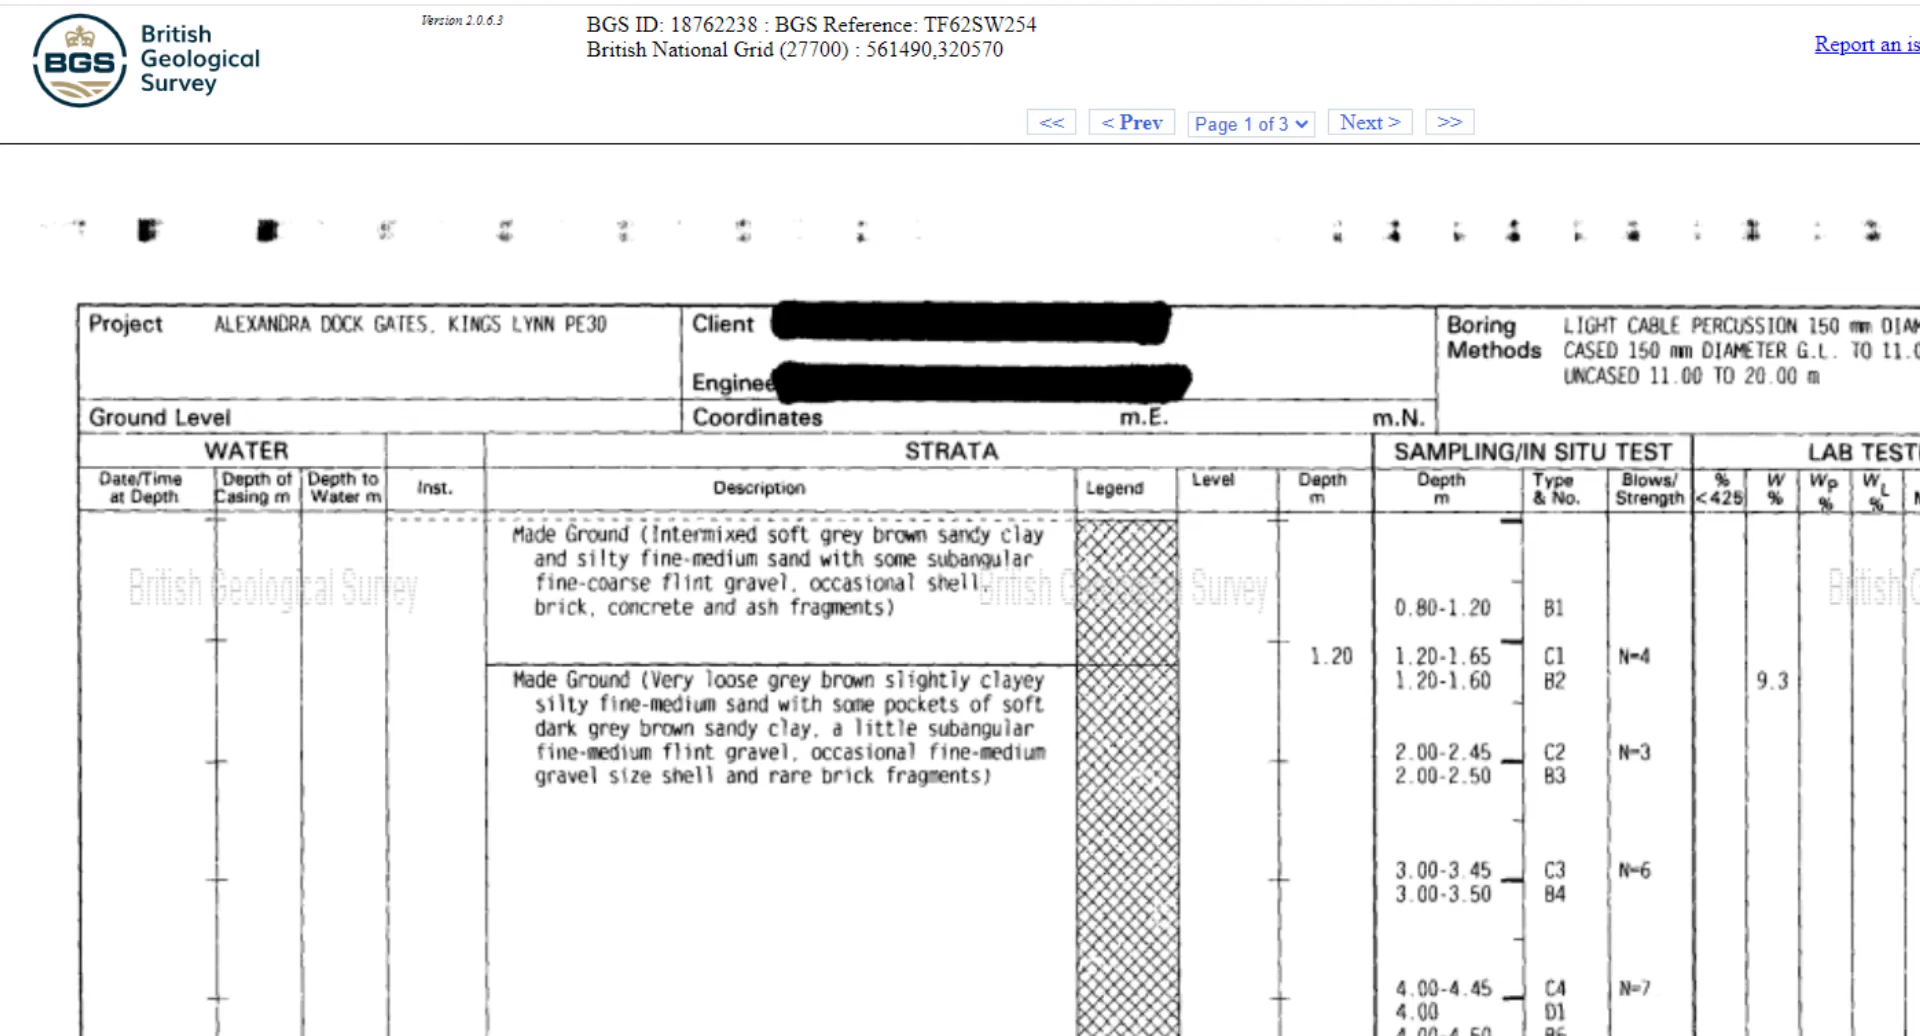 BGS
British
Geological
Survey
Version 2.0.6.3
BGS ID: 18762238 : BGS Reference: TF62SW254
British National Grid (27700) : 561490,320570
Report an is
<< < Prev Page 1 of 3 Next > >>
Project ALEXANDRA DOCK GATES, KINGS LYNN PE30
Client
Enginee
Boring Methods
LIGHT CABLE PERCUSSION 150 mm DIAM
CASED 150 mm DIAMETER G.L. TO 11.0
UNCASED 11.00 TO 20.00 m
Ground Level Coordinates m.E. m.N.
WATER STRATA SAMPLING/IN SITU TEST LAB TEST
Date/Time at Depth
Depth of Casing m
Depth to Water m
Inst.
Description
Legend
Level
Depth m
Depth m
Type & No.
Blows/ Strength
% <425
W %
Wp %
WL %
Made Ground (Intermixed soft grey brown sandy clay
and silty fine-medium sand with some subangular
fine-coarse flint gravel, occasional shell,
brick, concrete and ash fragments)
0.80-1.20 B1
1.20 1.20-1.65 C1 N=4
1.20-1.60 B2 9.3
Made Ground (Very loose grey brown slightly clayey
silty fine-medium sand with some pockets of soft
dark grey brown sandy clay, a little subangular
fine-medium flint gravel, occasional fine-medium
gravel size shell and rare brick fragments)
2.00-2.45 C2 N=3
2.00-2.50 B3
3.00-3.45 C3 N=6
3.00-3.50 B4
4.00-4.45 C4 N=7
4.00 D1
4.00-4.50 B5
British Geological Survey
British Geological Survey
British